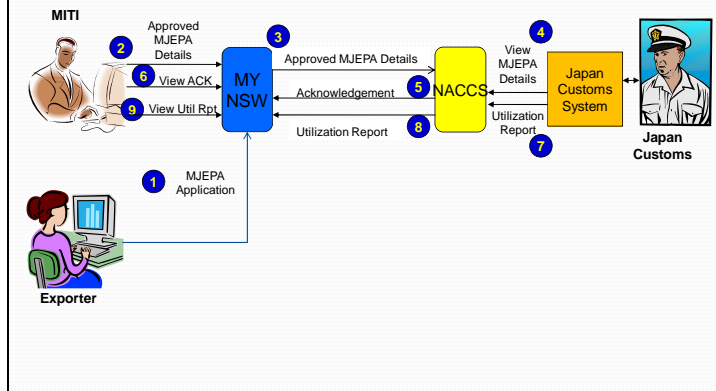 MITI
2
Approved
MJEPA
Details
3
Approved MJEPA Details
4
View
MJEPA
Details
6
View ACK
MY
NSW
Acknowledgement
5
NACCS
Japan
Customs
System
9
View Util Rpt
Utilization Report
8
Utilization
Report
7
Japan
Customs
1
MJEPA
Application
Exporter